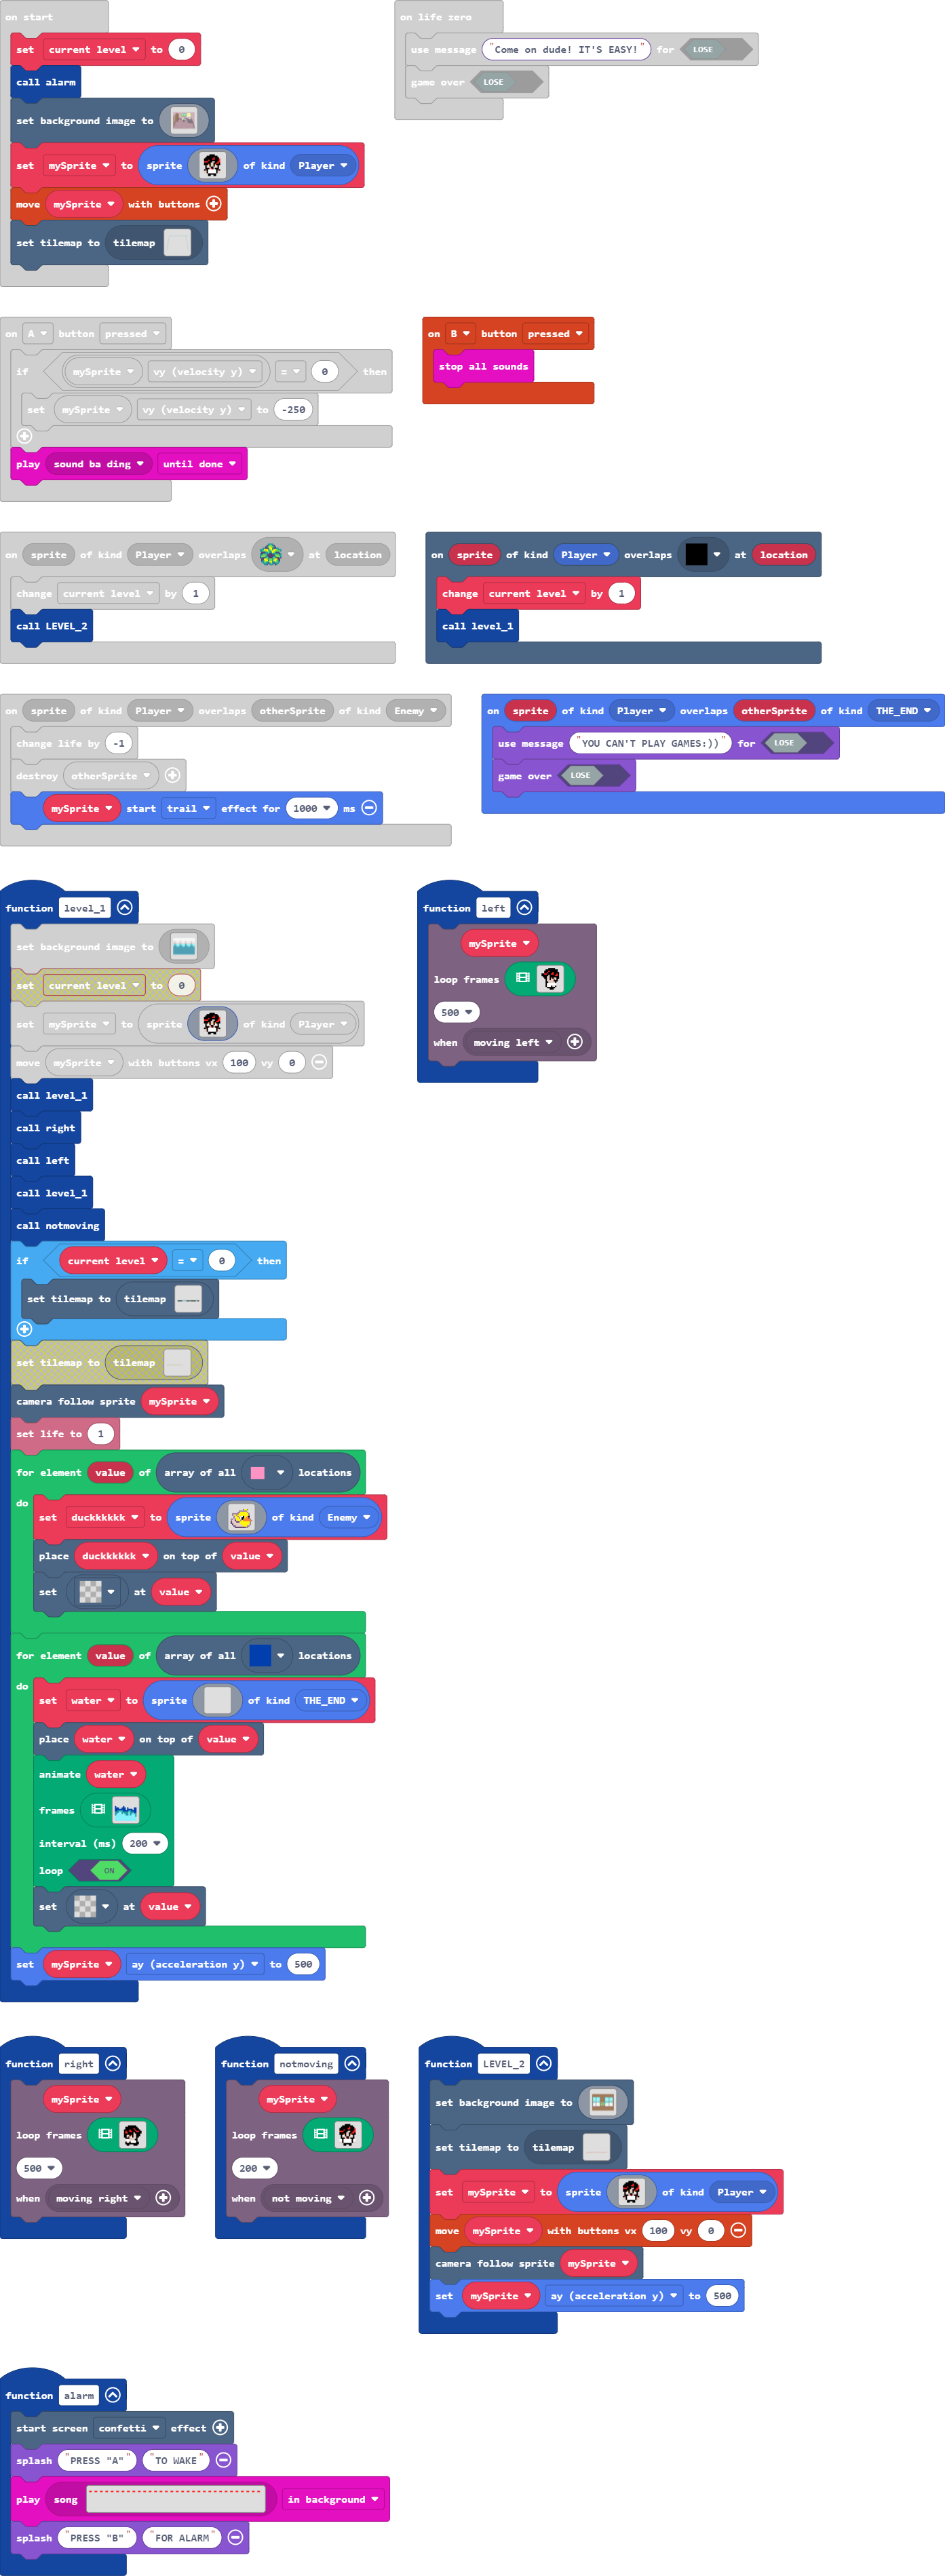 on start
set current level to 0
call alarm
set background image to
set mySprite to sprite of kind Player
move mySprite with buttons
set tilemap to tilemap
on life zero
use message "Come on dude! IT'S EASY!" for LOSE
game over LOSE
on A button pressed
if mySprite vy (velocity y) = 0 then
set mySprite vy (velocity y) to -250
play sound ba ding until done
on B button pressed
stop all sounds
on sprite of kind Player overlaps at location
change current level by 1
call LEVEL_2
on sprite of kind Player overlaps at location
change current level by 1
call level_1
on sprite of kind Player overlaps otherSprite of kind Enemy
change life by -1
destroy otherSprite
mySprite start trail effect for 1000 ms
on sprite of kind Player overlaps otherSprite of kind THE_END
use message "YOU CAN'T PLAY GAMES:))" for LOSE
game over LOSE
function level_1
set background image to
set current level to 0
set mySprite to sprite of kind Player
move mySprite with buttons vx 100 vy 0
call level_1
call right
call left
call level_1
call notmoving
if current level = 0 then
set tilemap to tilemap
set tilemap to tilemap
camera follow sprite mySprite
set life to 1
for element value of array of all locations
do
set duckkkkkk to sprite of kind Enemy
place duckkkkkk on top of value
set at value
for element value of array of all locations
do
set water to sprite of kind THE_END
place water on top of value
animate water
frames
interval (ms) 200
loop ON
set at value
set mySprite ay (acceleration y) to 500
function left
mySprite
loop frames
500
when moving left
function right
mySprite
loop frames
500
when moving right
function notmoving
mySprite
loop frames
200
when not moving
function LEVEL_2
set background image to
set tilemap to tilemap
set mySprite to sprite of kind Player
move mySprite with buttons vx 100 vy 0
camera follow sprite mySprite
set mySprite ay (acceleration y) to 500
function alarm
start screen confetti effect
splash "PRESS "A"" "TO WAKE"
play song in background
splash "PRESS "B"" "FOR ALARM"